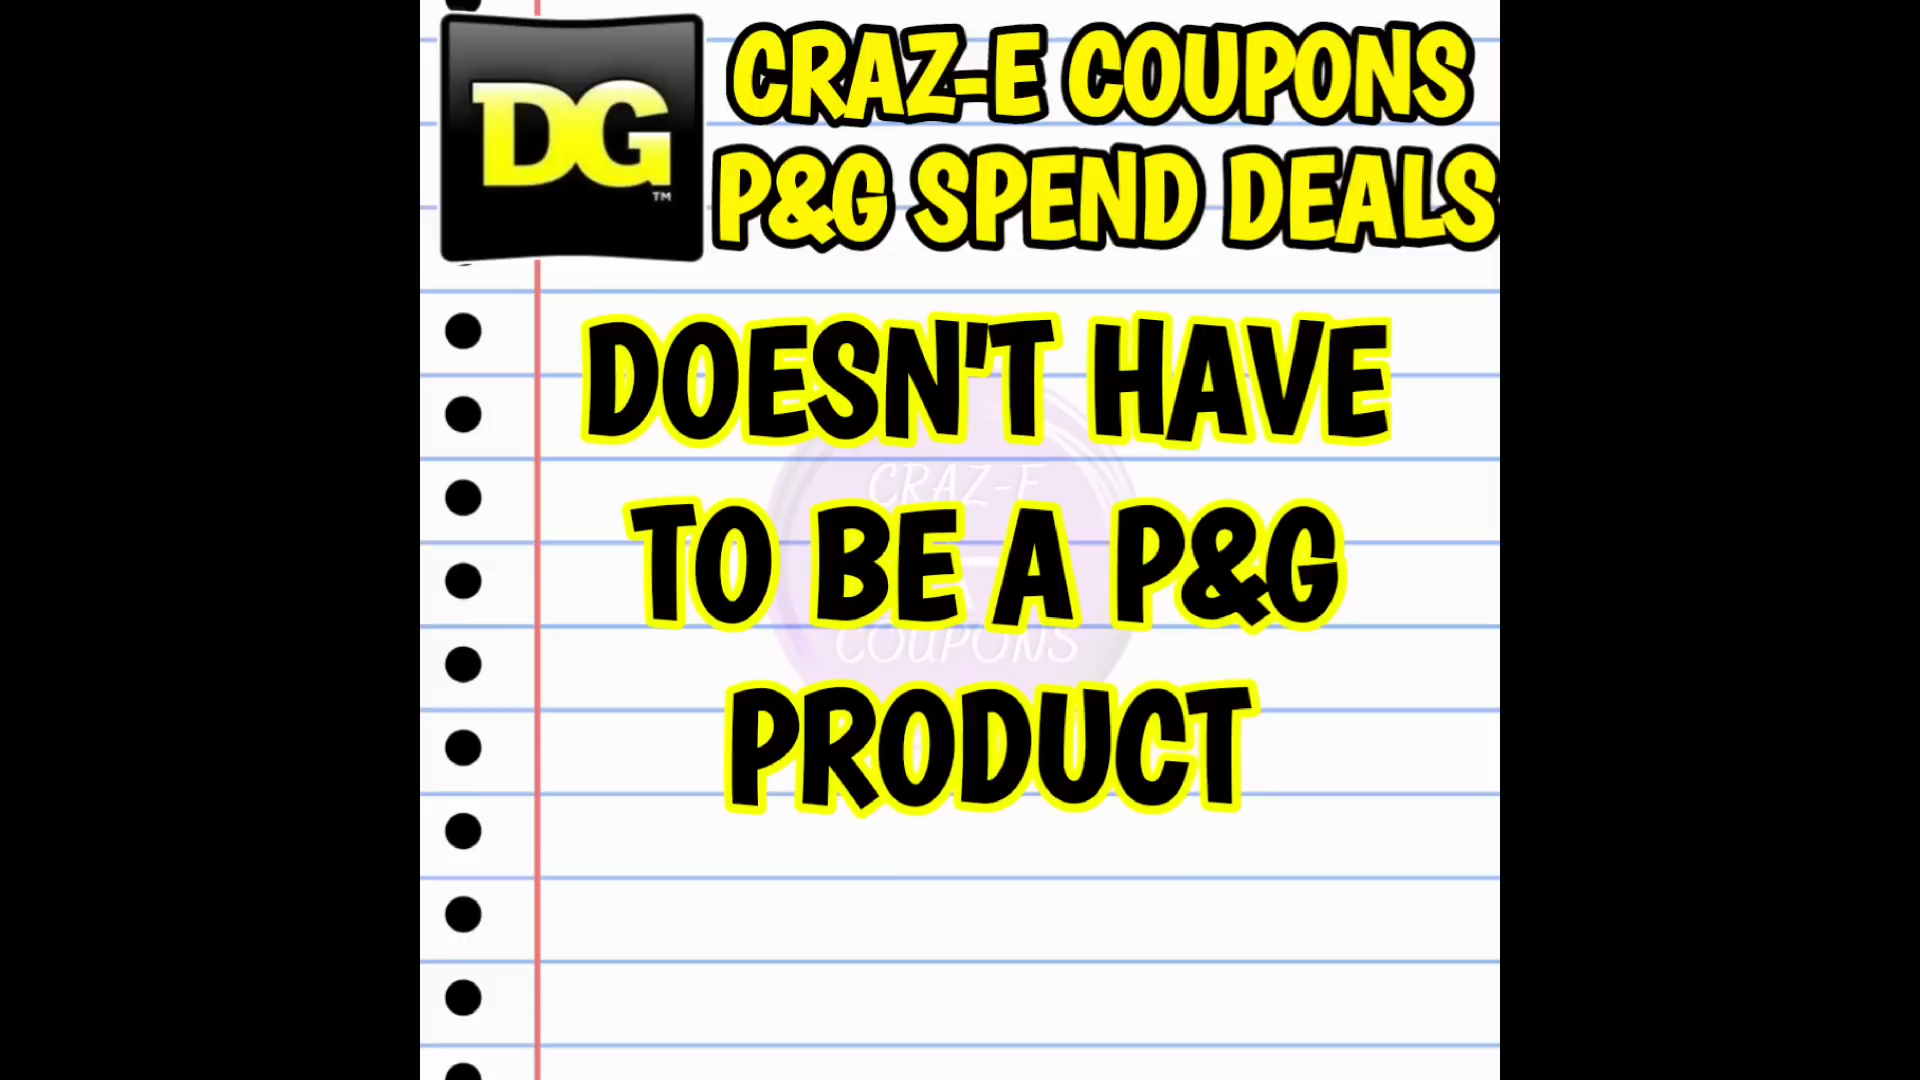 DG
TM
CRAZ-E COUPONS
P&G SPEND DEALS
DOESN'T HAVE
TO BE A P&G
PRODUCT
CRAZ-E
COUPONS